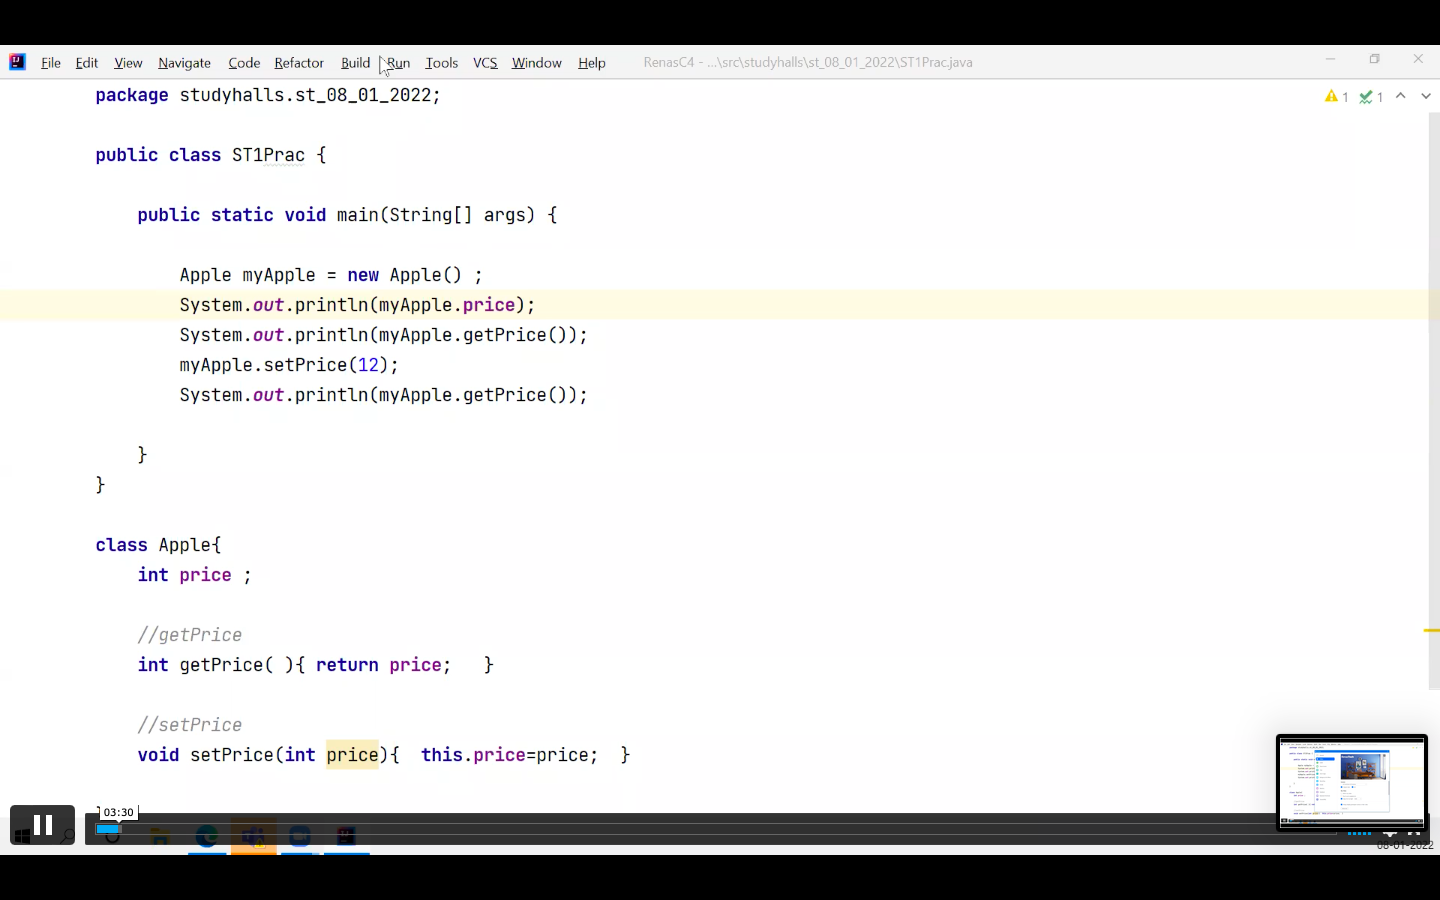 File Edit View Navigate Code Refactor Build Run Tools VCS Window Help RenasC4 - ...\src\studyhalls\st_08_01_2022\ST1Prac.java
package studyhalls.st_08_01_2022;
1 1
public class ST1Prac {
public static void main(String[] args) {
Apple myApple = new Apple() ;
System.out.println(myApple.price);
System.out.println(myApple.getPrice());
myApple.setPrice(12);
System.out.println(myApple.getPrice());
}
}
class Apple{
int price ;
//getPrice
int getPrice( ){ return price; }
//setPrice
void setPrice(int price){ this.price=price; }
03:30
08-01-2022